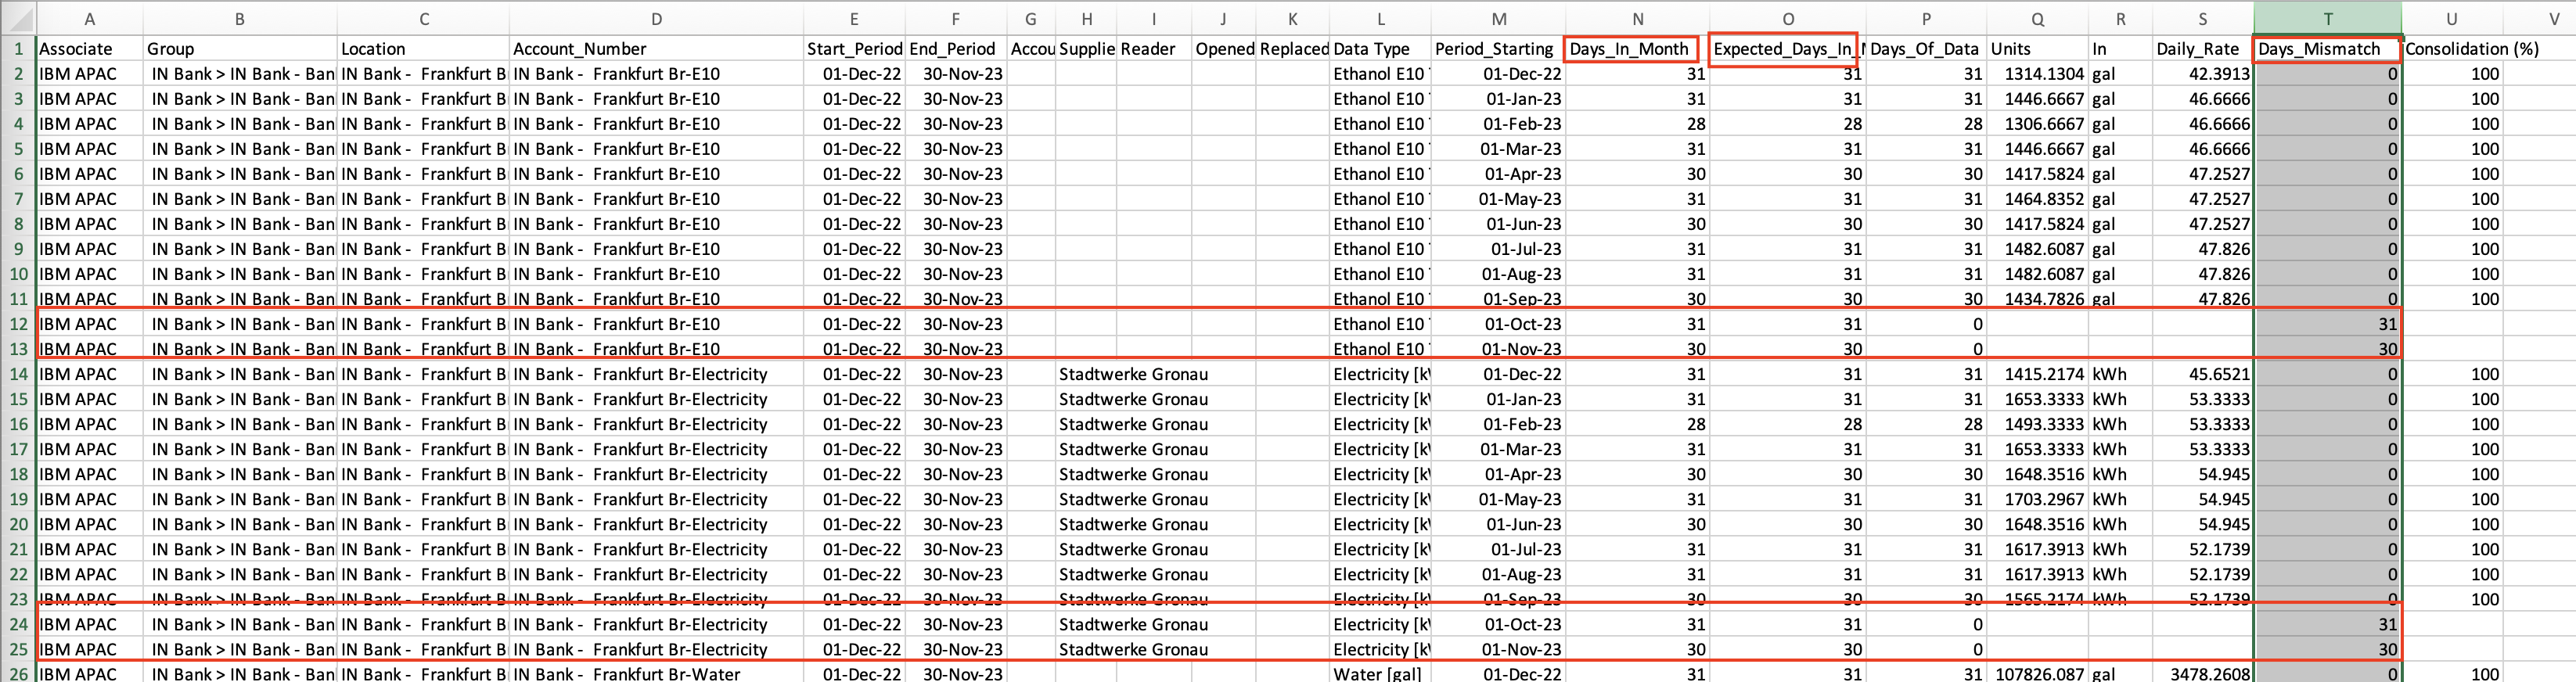 A B C D E F G H I J K L M N O P Q R S T U V
1 Associate Group Location Account_Number Start_Period End_Period Accou Supplie Reader Opened Replaced Data Type Period_Starting Days_In_Month Expected_Days_In_ Days_Of_Data Units In Daily_Rate Days_Mismatch Consolidation (%)
2 IBM APAC IN Bank > IN Bank - Ban IN Bank - Frankfurt B IN Bank - Frankfurt Br-E10 01-Dec-22 30-Nov-23 Ethanol E10 01-Dec-22 31 31 31 1314.1304 gal 42.3913 0 100
3 IBM APAC IN Bank > IN Bank - Ban IN Bank - Frankfurt B IN Bank - Frankfurt Br-E10 01-Dec-22 30-Nov-23 Ethanol E10 01-Jan-23 31 31 31 1446.6667 gal 46.6666 0 100
4 IBM APAC IN Bank > IN Bank - Ban IN Bank - Frankfurt B IN Bank - Frankfurt Br-E10 01-Dec-22 30-Nov-23 Ethanol E10 01-Feb-23 28 28 28 1306.6667 gal 46.6666 0 100
5 IBM APAC IN Bank > IN Bank - Ban IN Bank - Frankfurt B IN Bank - Frankfurt Br-E10 01-Dec-22 30-Nov-23 Ethanol E10 01-Mar-23 31 31 31 1446.6667 gal 46.6666 0 100
6 IBM APAC IN Bank > IN Bank - Ban IN Bank - Frankfurt B IN Bank - Frankfurt Br-E10 01-Dec-22 30-Nov-23 Ethanol E10 01-Apr-23 30 30 30 1417.5824 gal 47.2527 0 100
7 IBM APAC IN Bank > IN Bank - Ban IN Bank - Frankfurt B IN Bank - Frankfurt Br-E10 01-Dec-22 30-Nov-23 Ethanol E10 01-May-23 31 31 31 1464.8352 gal 47.2527 0 100
8 IBM APAC IN Bank > IN Bank - Ban IN Bank - Frankfurt B IN Bank - Frankfurt Br-E10 01-Dec-22 30-Nov-23 Ethanol E10 01-Jun-23 30 30 30 1417.5824 gal 47.2527 0 100
9 IBM APAC IN Bank > IN Bank - Ban IN Bank - Frankfurt B IN Bank - Frankfurt Br-E10 01-Dec-22 30-Nov-23 Ethanol E10 01-Jul-23 31 31 31 1482.6087 gal 47.826 0 100
10 IBM APAC IN Bank > IN Bank - Ban IN Bank - Frankfurt B IN Bank - Frankfurt Br-E10 01-Dec-22 30-Nov-23 Ethanol E10 01-Aug-23 31 31 31 1482.6087 gal 47.826 0 100
11 IBM APAC IN Bank > IN Bank - Ban IN Bank - Frankfurt B IN Bank - Frankfurt Br-E10 01-Dec-22 30-Nov-23 Ethanol E10 01-Sep-23 30 30 30 1434.7826 gal 47.826 0 100
12 IBM APAC IN Bank > IN Bank - Ban IN Bank - Frankfurt B IN Bank - Frankfurt Br-E10 01-Dec-22 30-Nov-23 Ethanol E10 01-Oct-23 31 31 0 31
13 IBM APAC IN Bank > IN Bank - Ban IN Bank - Frankfurt B IN Bank - Frankfurt Br-E10 01-Dec-22 30-Nov-23 Ethanol E10 01-Nov-23 30 30 0 30
14 IBM APAC IN Bank > IN Bank - Ban IN Bank - Frankfurt B IN Bank - Frankfurt Br-Electricity 01-Dec-22 30-Nov-23 Stadtwerke Gronau Electricity [k 01-Dec-22 31 31 31 1415.2174 kWh 45.6521 0 100
15 IBM APAC IN Bank > IN Bank - Ban IN Bank - Frankfurt B IN Bank - Frankfurt Br-Electricity 01-Dec-22 30-Nov-23 Stadtwerke Gronau Electricity [k 01-Jan-23 31 31 31 1653.3333 kWh 53.3333 0 100
16 IBM APAC IN Bank > IN Bank - Ban IN Bank - Frankfurt B IN Bank - Frankfurt Br-Electricity 01-Dec-22 30-Nov-23 Stadtwerke Gronau Electricity [k 01-Feb-23 28 28 28 1493.3333 kWh 53.3333 0 100
17 IBM APAC IN Bank > IN Bank - Ban IN Bank - Frankfurt B IN Bank - Frankfurt Br-Electricity 01-Dec-22 30-Nov-23 Stadtwerke Gronau Electricity [k 01-Mar-23 31 31 31 1653.3333 kWh 53.3333 0 100
18 IBM APAC IN Bank > IN Bank - Ban IN Bank - Frankfurt B IN Bank - Frankfurt Br-Electricity 01-Dec-22 30-Nov-23 Stadtwerke Gronau Electricity [k 01-Apr-23 30 30 30 1648.3516 kWh 54.945 0 100
19 IBM APAC IN Bank > IN Bank - Ban IN Bank - Frankfurt B IN Bank - Frankfurt Br-Electricity 01-Dec-22 30-Nov-23 Stadtwerke Gronau Electricity [k 01-May-23 31 31 31 1703.2967 kWh 54.945 0 100
20 IBM APAC IN Bank > IN Bank - Ban IN Bank - Frankfurt B IN Bank - Frankfurt Br-Electricity 01-Dec-22 30-Nov-23 Stadtwerke Gronau Electricity [k 01-Jun-23 30 30 30 1648.3516 kWh 54.945 0 100
21 IBM APAC IN Bank > IN Bank - Ban IN Bank - Frankfurt B IN Bank - Frankfurt Br-Electricity 01-Dec-22 30-Nov-23 Stadtwerke Gronau Electricity [k 01-Jul-23 31 31 31 1617.3913 kWh 52.1739 0 100
22 IBM APAC IN Bank > IN Bank - Ban IN Bank - Frankfurt B IN Bank - Frankfurt Br-Electricity 01-Dec-22 30-Nov-23 Stadtwerke Gronau Electricity [k 01-Aug-23 31 31 31 1617.3913 kWh 52.1739 0 100
23 IBM APAC IN Bank > IN Bank - Ban IN Bank - Frankfurt B IN Bank - Frankfurt Br-Electricity 01-Dec-22 30-Nov-23 Stadtwerke Gronau Electricity [k 01-Sep-23 30 30 30 1565.2174 kWh 52.1739 0 100
24 IBM APAC IN Bank > IN Bank - Ban IN Bank - Frankfurt B IN Bank - Frankfurt Br-Electricity 01-Dec-22 30-Nov-23 Stadtwerke Gronau Electricity [k 01-Oct-23 31 31 0 31
25 IBM APAC IN Bank > IN Bank - Ban IN Bank - Frankfurt B IN Bank - Frankfurt Br-Electricity 01-Dec-22 30-Nov-23 Stadtwerke Gronau Electricity [k 01-Nov-23 30 30 0 30
26 IBM APAC IN Bank > IN Bank - Ban IN Bank - Frankfurt B IN Bank - Frankfurt Br-Water 01-Dec-22 30-Nov-23 Water [gal] 01-Dec-22 31 31 31 107826.087 gal 3478.2608 0 100